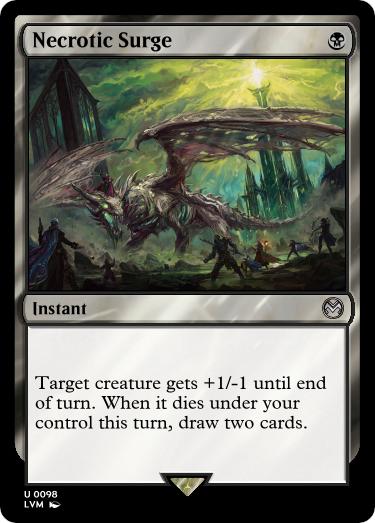 Necrotic Surge
Instant
Target creature gets +1/-1 until end
of turn. When it dies under your
control this turn, draw two cards.
U 0098
LVM